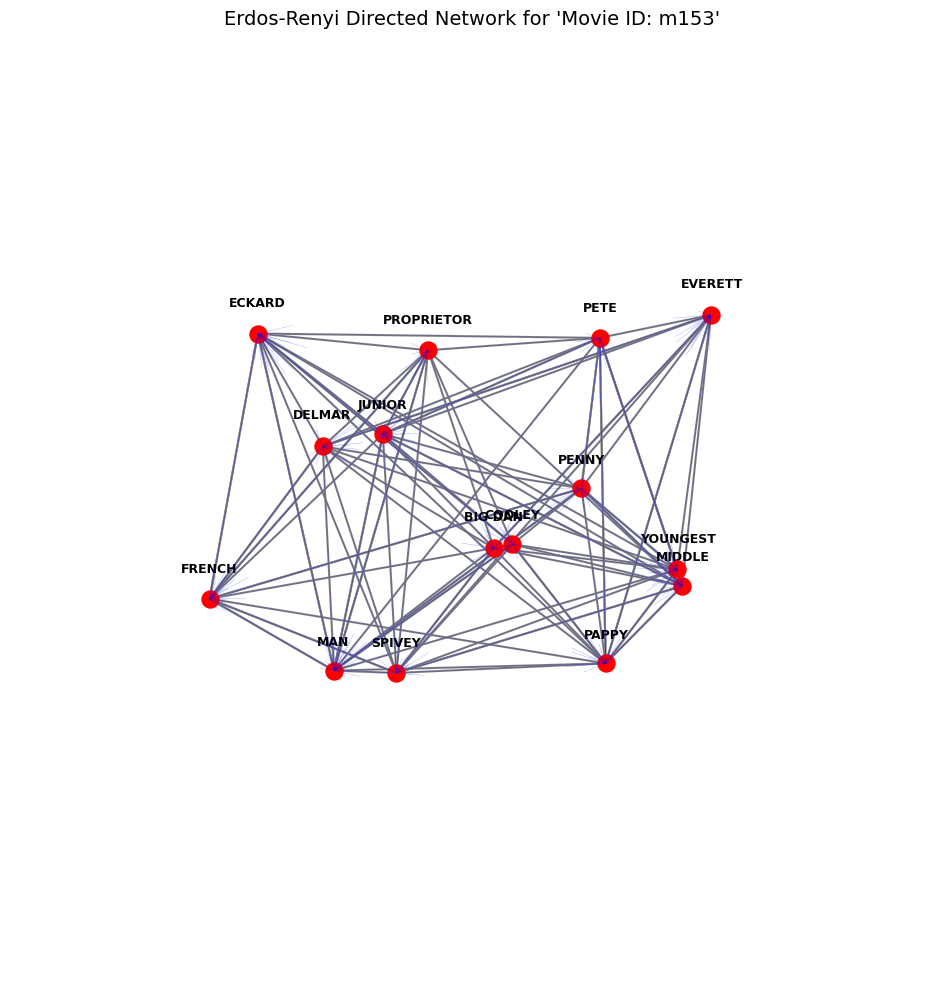 Erdos-Renyi Directed Network for 'Movie ID: m153'
EVERETT
ECKARD
PETE
PROPRIETOR
JUNIOR
DELMAR
PENNY
COOLEY
BIG DAN
YOUNGEST
MIDDLE
FRENCH
PAPPY
MAN
SPIVEY